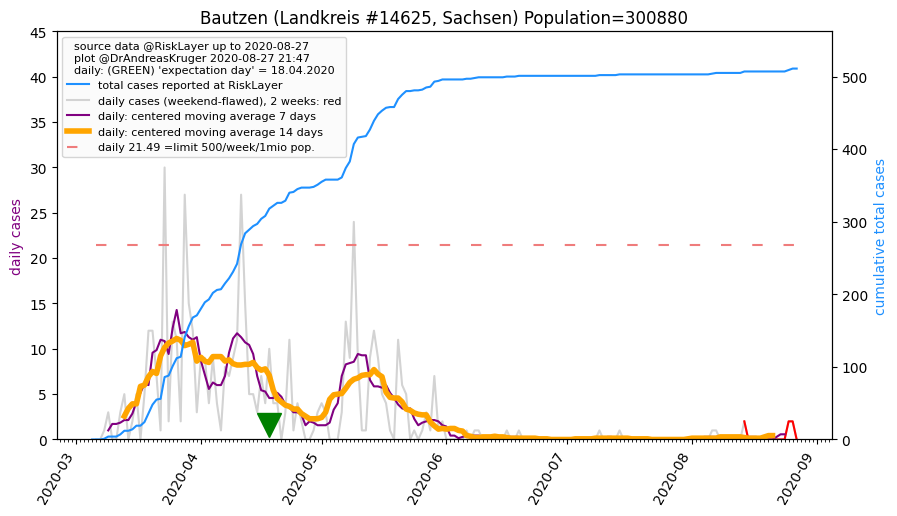 Bautzen (Landkreis #14625, Sachsen) Population=300880
source data @RiskLayer up to 2020-08-27
plot @DrAndreasKruger 2020-08-27 21:47
daily: (GREEN) 'expectation day' = 18.04.2020
total cases reported at RiskLayer
daily cases (weekend-flawed), 2 weeks: red
daily: centered moving average 7 days
daily: centered moving average 14 days
daily 21.49 =limit 500/week/1mio pop.
daily cases
45
40
35
30
25
20
15
10
5
0
500
400
300
200
100
0
cumulative total cases
2020-03
2020-04
2020-05
2020-06
2020-07
2020-08
2020-09